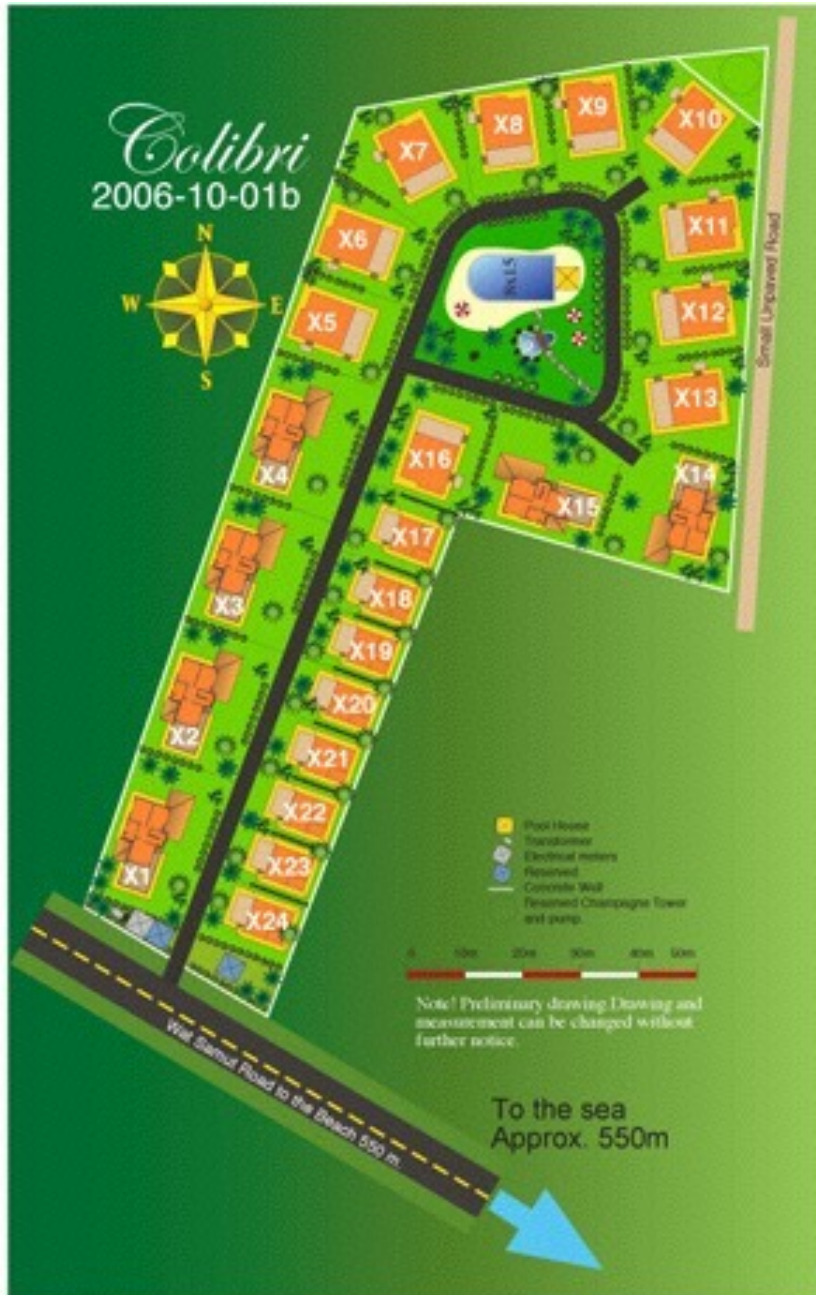 Colibri
2006-10-01b
N
W
E
S
X1
X2
X3
X4
X5
X6
X7
X8
X9
X10
X11
X12
X13
X14
X15
X16
X17
X18
X19
X20
X21
X22
X23
X24
Small Unpaved Road
Pool House
Transformer
Electrical meters
Reserved
Concrete Wall
Reserved Champagne Tower
and pump.
0 10m 20m 30m 40m 50m
Note! Preliminary drawing.Drawing and
measurement can be changed without
further notice.
Wat Samut Road to the Beach 550 m.
To the sea
Approx. 550m